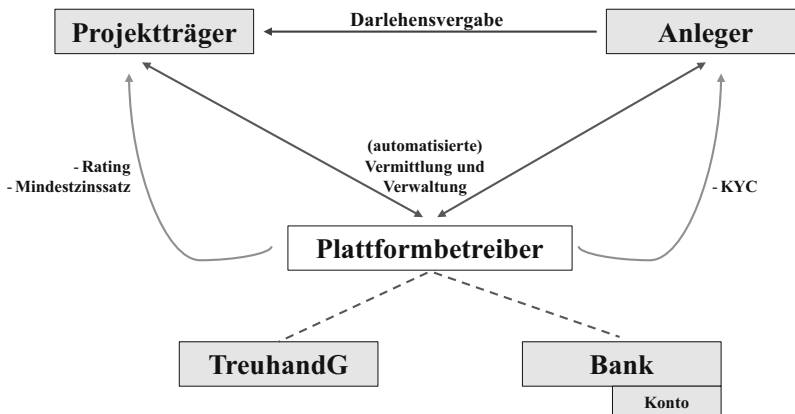 Darlehensvergabe
Projektträger
Anleger
(automatisierte)
Vermittlung und
Verwaltung
- Rating
- Mindestzinssatz
- KYC
Plattformbetreiber
TreuhandG
Bank
Konto